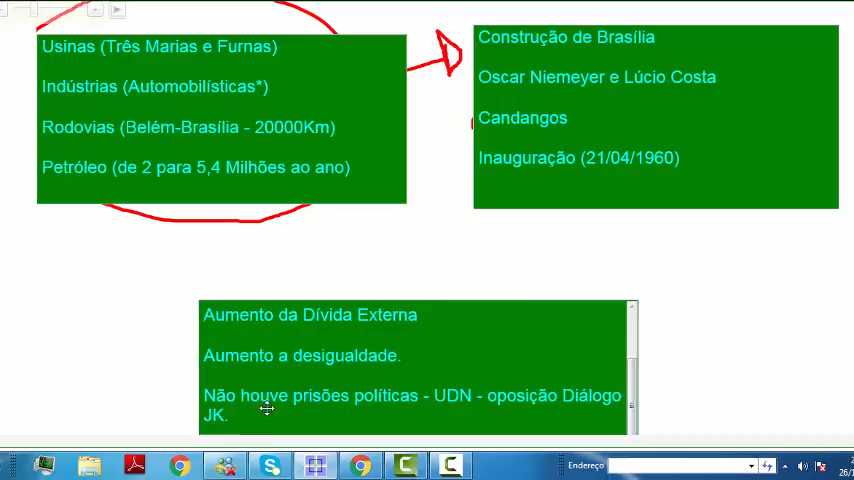 Usinas (Três Marias e Furnas)
Indústrias (Automobilísticas*)
Rodovias (Belém-Brasília - 20000Km)
Petróleo (de 2 para 5,4 Milhões ao ano)
Construção de Brasília
Oscar Niemeyer e Lúcio Costa
Candangos
Inauguração (21/04/1960)
Aumento da Dívida Externa
Aumento a desigualdade.
Não houve prisões políticas - UDN - oposição Diálogo
JK.
Endereço
26/1